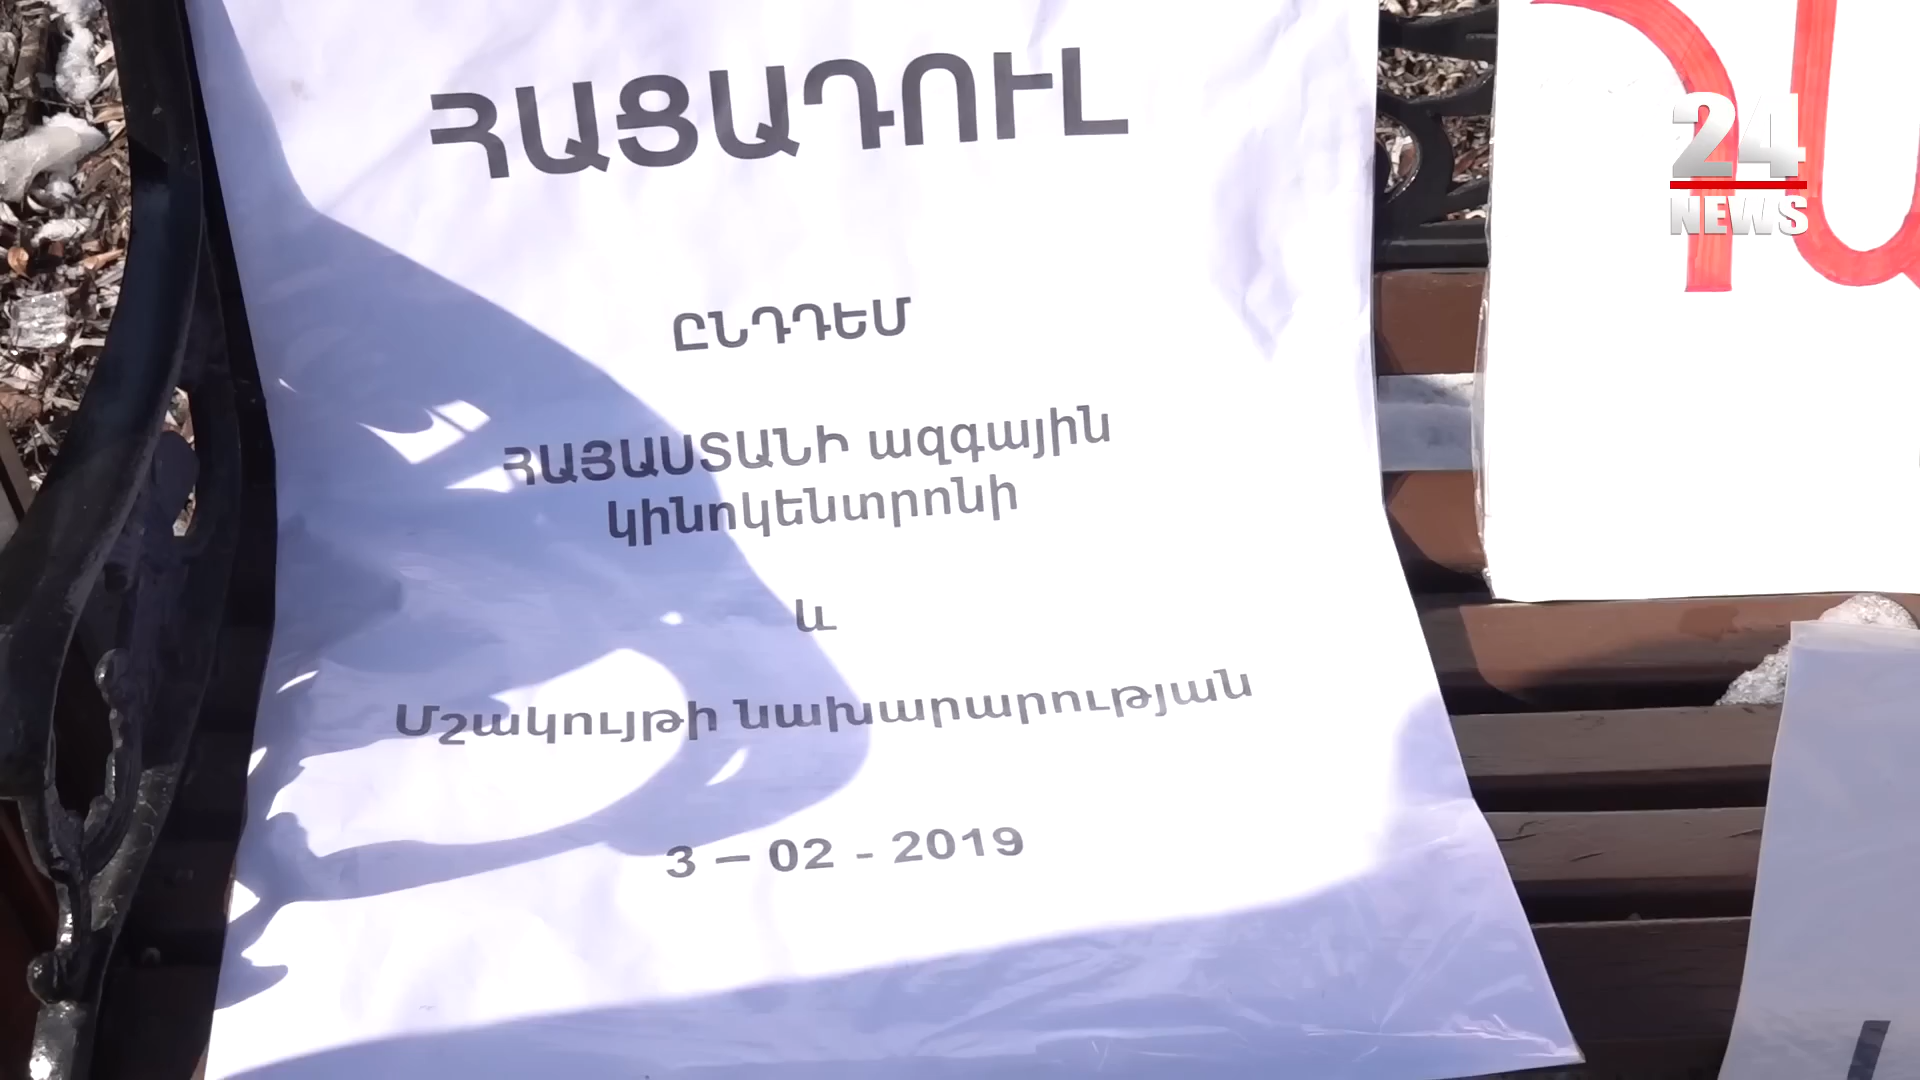 ՀԱՑԱԴՈՒԼ
ԸՆԴԴԵՄ
ՀԱՅԱՍՏԱՆԻ ազգային
կինոկենտրոնի
և
Մշակույթի նախարարության
3 – 02 - 2019
24
NEWS